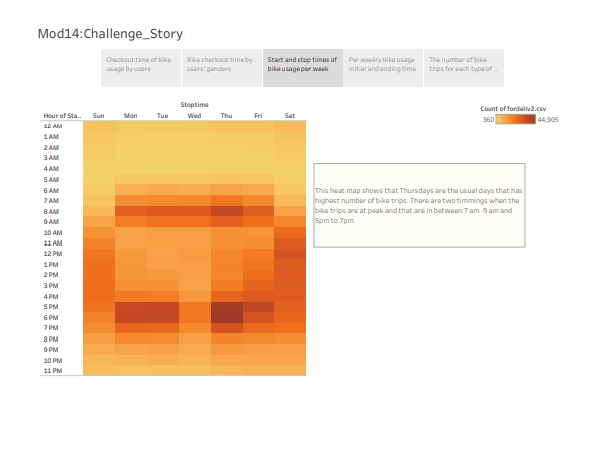 Mod14:Challenge_Story
Checkout time of bike
usage by users
Bike checkout time by
users' genders
Start and stop times of
bike usage per week
Per weekly bike usage
initial and ending time
The number of bike
trips for each type of...
Stoptime
Hour of Sta..
Sun Mon Tue Wed Thu Fri Sat
12 AM
1 AM
2 AM
3 AM
4 AM
5 AM
6 AM
7 AM
8 AM
9 AM
10 AM
11 AM
12 PM
1 PM
2 PM
3 PM
4 PM
5 PM
6 PM
7 PM
8 PM
9 PM
10 PM
11 PM
Count of fordeliv2.csv
360 44,905
This heat map shows that Thursdays are the usual days that has
highest number of bike trips. There are two timmings when the
bike trips are at peak and that are in between 7 am -9 am and
5pm to 7pm.